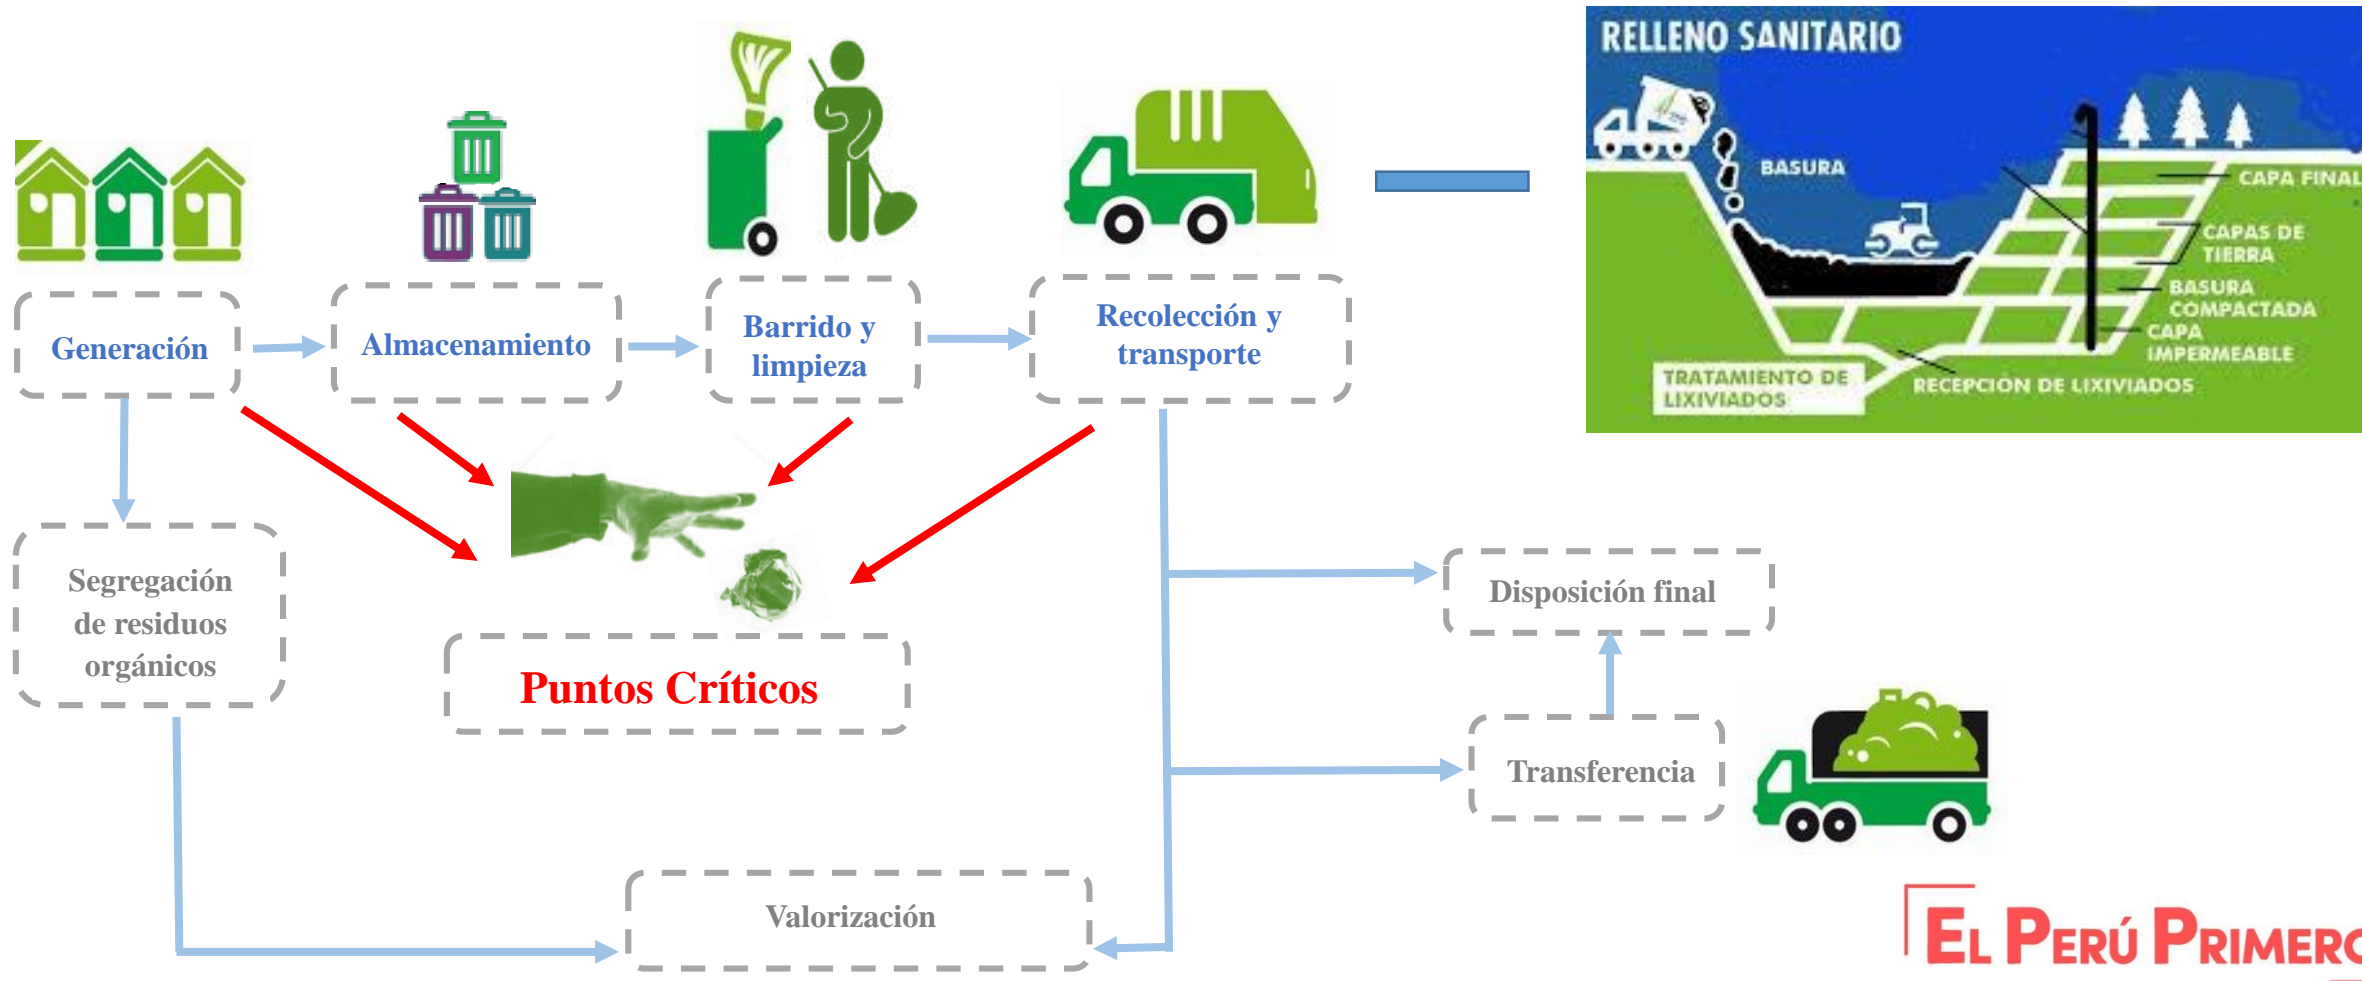 RELLENO SANITARIO
BASURA
CAPA FINAL
CAPAS DE
TIERRA
BASURA
COMPACTADA
CAPA
IMPERMEABLE
TRATAMIENTO DE
LIXIVIADOS
RECEPCIÓN DE LIXIVIADOS
Generación
Almacenamiento
Barrido y
limpieza
Recolección y
transporte
Segregación
de residuos
orgánicos
Puntos Críticos
Disposición final
Transferencia
Valorización
EL PERÚ PRIMERO